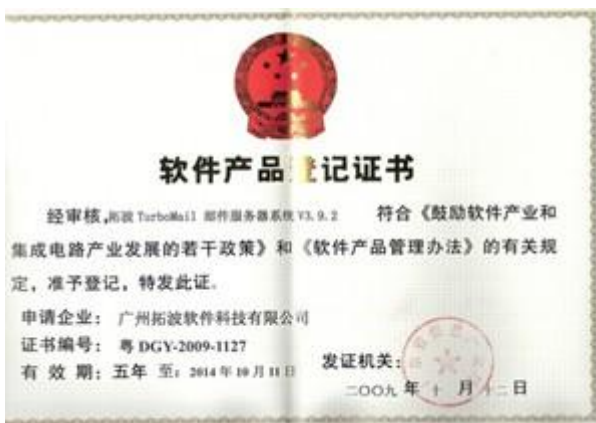 软件产品登记证书
经审核,拓波 TurboMail 邮件服务器系统 V3.9.2 符合《鼓励软件产业和
集成电路产业发展的若干政策》和《软件产品管理办法》的有关规
定，准予登记，特发此证。
申请企业： 广州拓波软件科技有限公司
证书编号： 粤 DGY-2009-1127
有 效 期： 五年 至： 2014 年 10 月 11 日
发证机关：
二〇〇九 年 十 月 十二 日